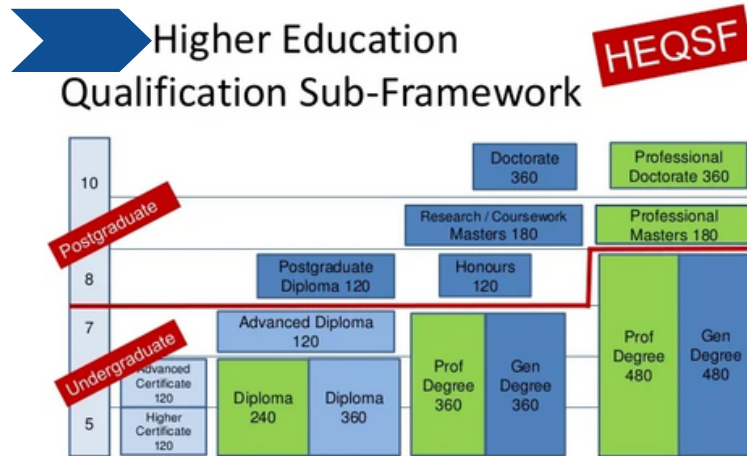 Higher Education
Qualification Sub-Framework
HEQSF
10
Doctorate
360
Professional
Doctorate 360
Postgraduate
Research / Coursework
Masters 180
Professional
Masters 180
8
Postgraduate
Diploma 120
Honours
120
7
Advanced Diploma
120
Undergraduate
Advanced
Certificate
120
Diploma
240
Diploma
360
Prof
Degree
360
Gen
Degree
360
Prof
Degree
480
Gen
Degree
480
5
Higher
Certificate
120